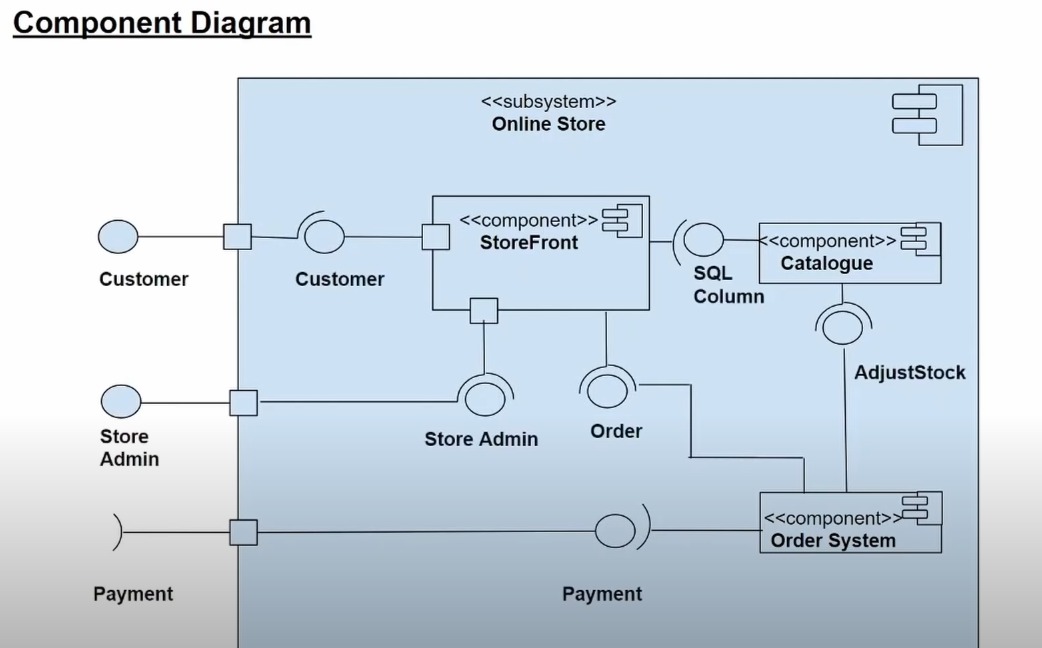 Component Diagram
<<subsystem>>
Online Store
<<component>>
StoreFront
<<component>>
Catalogue
Customer
Customer
SQL
Column
AdjustStock
Store
Admin
Store Admin
Order
<<component>>
Order System
Payment
Payment